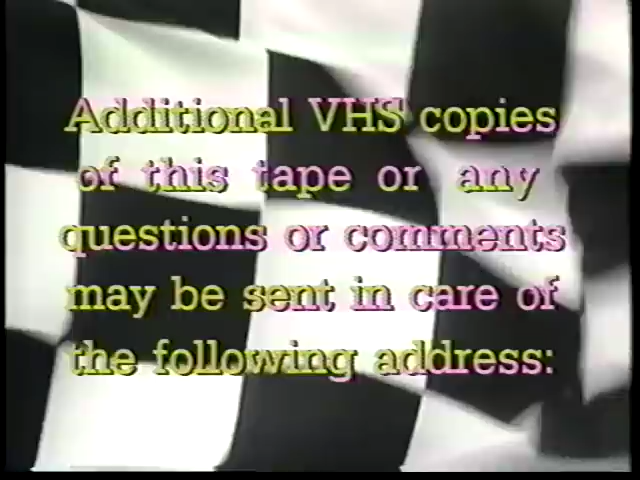 Additional VHS copies
of this tape or any
questions or comments
may be sent in care of
the following address: